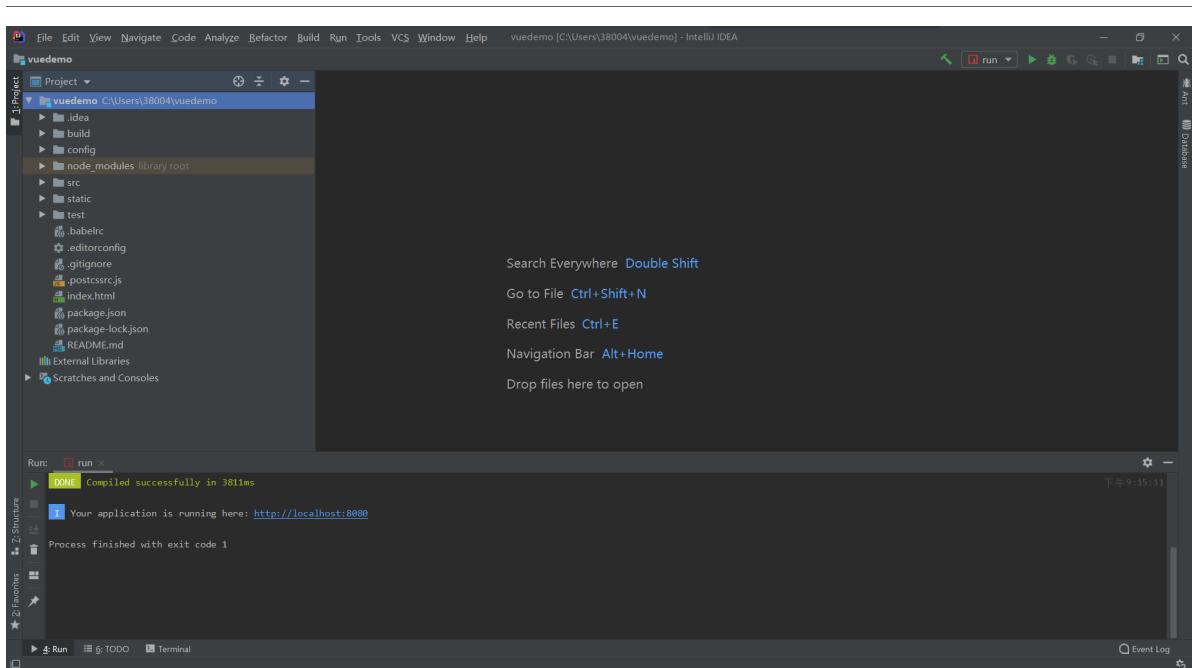 File Edit View Navigate Code Analyze Refactor Build Run Tools VCS Window Help vuedemo [C:\Users\38004\vuedemo] - IntelliJ IDEA
vuedemo run
1: Project
Project
vuedemo C:\Users\38004\vuedemo
.idea
build
config
node_modules library root
src
static
test
.babelrc
.editorconfig
.gitignore
.postcssrc.js
index.html
package.json
package-lock.json
README.md
External Libraries
Scratches and Consoles
Search Everywhere Double Shift
Go to File Ctrl+Shift+N
Recent Files Ctrl+E
Navigation Bar Alt+Home
Drop files here to open
Ant
Database
Run: run
DONE Compiled successfully in 3811ms 下午9:15:11
I Your application is running here: http://localhost:8080
Process finished with exit code 1
Z: Structure
2: Favorites
4: Run 6: TODO Terminal Event Log